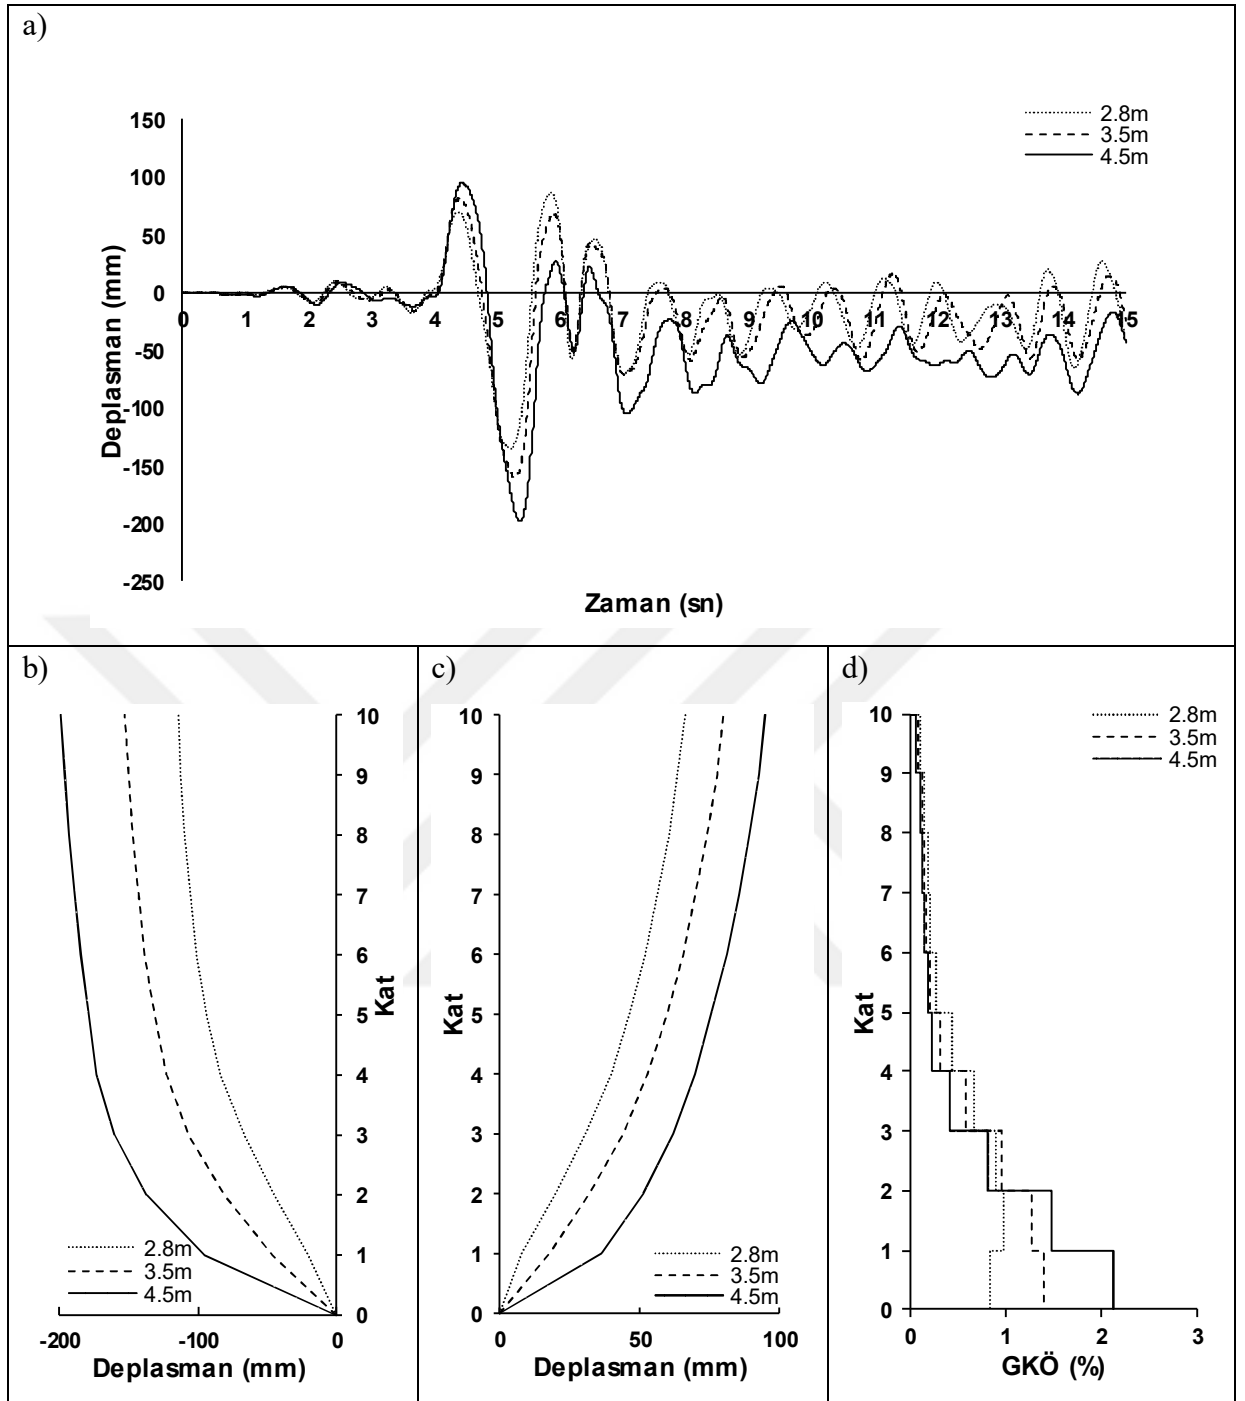 a)
2.8m
3.5m
4.5m
150
100
50
0
-50
-100
-150
-200
-250
Deplasman (mm)
0 1 2 3 4 5 6 7 8 9 10 11 12 13 14 15
Zaman (sn)
b)
10
9
8
7
6
5
4
3
2
1
0
Kat
2.8m
3.5m
4.5m
-200 -100 0
Deplasman (mm)
c)
10
9
8
7
6
5
4
3
2
1
0
Kat
2.8m
3.5m
4.5m
0 50 100
Deplasman (mm)
d)
2.8m
3.5m
4.5m
10
9
8
7
6
5
4
3
2
1
0
Kat
0 1 2 3
GKÖ (%)